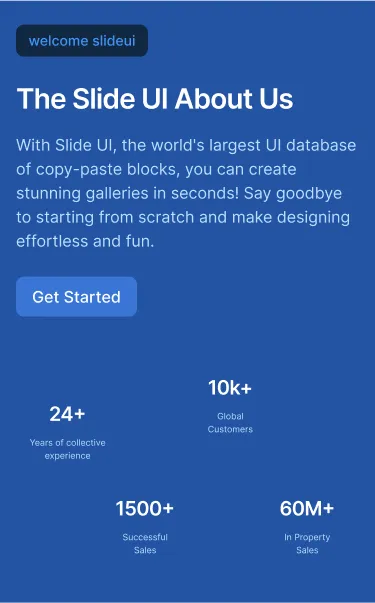 welcome slideui
The Slide UI About Us
With Slide UI, the world's largest UI database
of copy-paste blocks, you can create
stunning galleries in seconds! Say goodbye
to starting from scratch and make designing
effortless and fun.
Get Started
10k+
Global
Customers
24+
Years of collective
experience
1500+
Successful
Sales
60M+
In Property
Sales